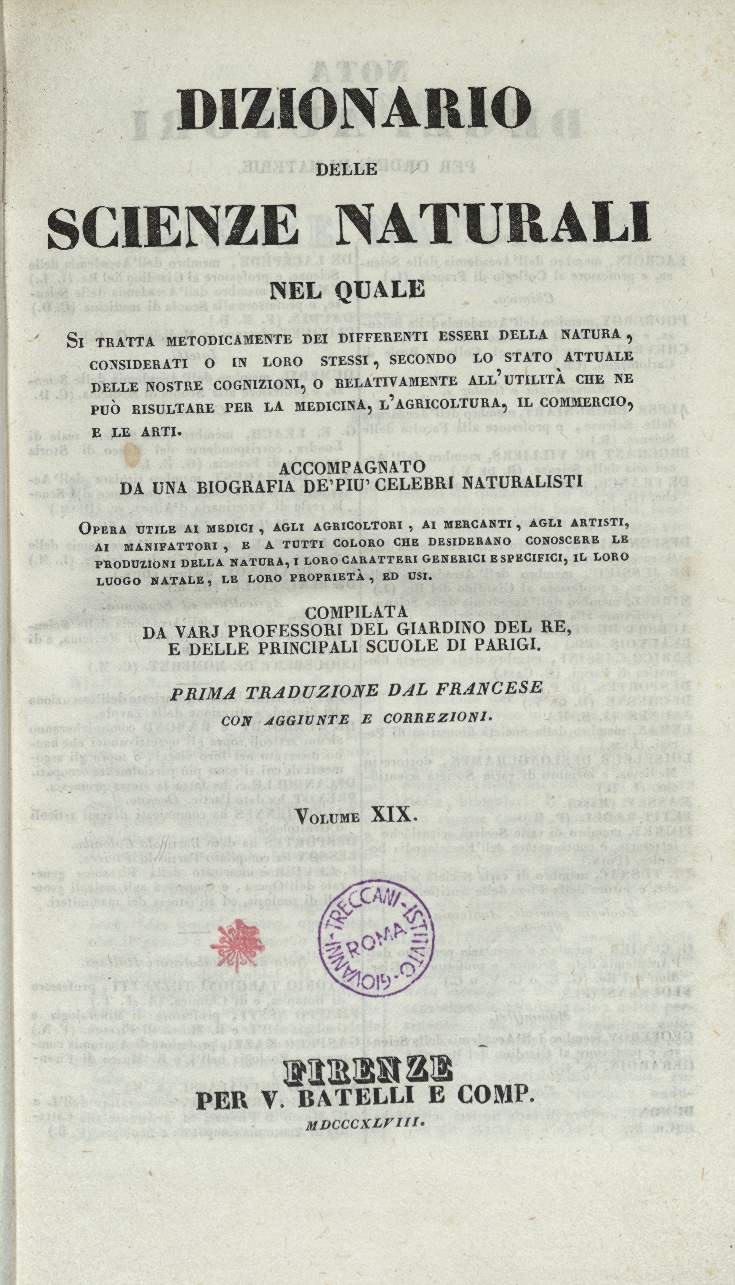 DIZIONARIO
DELLE
SCIENZE NATURALI
NEL QUALE
SI TRATTA METODICAMENTE DEI DIFFERENTI ESSERI DELLA NATURA,
CONSIDERATI O IN LORO STESSI, SECONDO LO STATO ATTUALE
DELLE NOSTRE COGNIZIONI, O RELATIVAMENTE ALL'UTILITÀ CHE NE
PUÒ RISULTARE PER LA MEDICINA, L'AGRICOLTURA, IL COMMERCIO,
E LE ARTI.
ACCOMPAGNATO
DA UNA BIOGRAFIA DE'PIU' CELEBRI NATURALISTI
OPERA UTILE AI MEDICI, AGLI AGRICOLTORI, AI MERCANTI, AGLI ARTISTI,
AI MANIFATTORI, E A TUTTI COLORO CHE DESIDERANO CONOSCERE LE
PRODUZIONI DELLA NATURA, I LORO CARATTERI GENERICI E SPECIFICI, IL LORO
LUOGO NATALE, LE LORO PROPRIETÀ, ED USI.
COMPILATA
DA VARJ PROFESSORI DEL GIARDINO DEL RE,
E DELLE PRINCIPALI SCUOLE DI PARIGI.
PRIMA TRADUZIONE DAL FRANCESE
CON AGGIUNTE E CORREZIONI.
VOLUME XIX.
GIOVANNI-TRECCANI-ISTITVTO-
ROMA
FIRENZE
PER V. BATELLI E COMP.
MDCCCXLVIII.